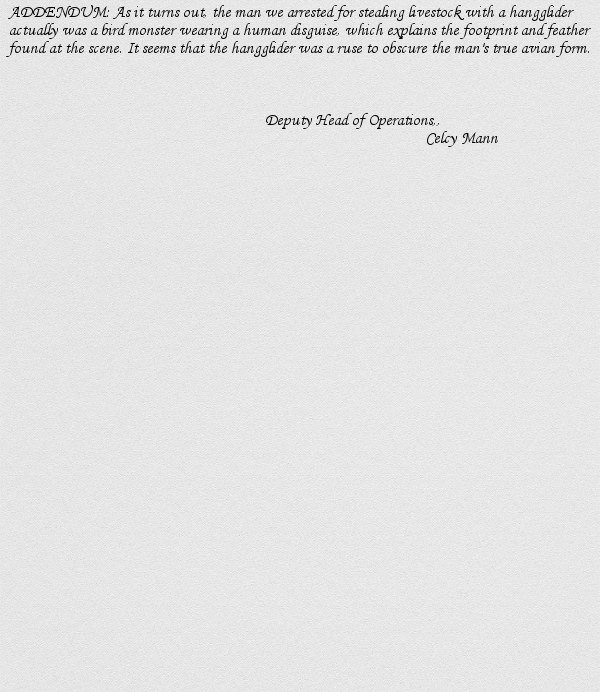 ADDENDUM: As it turns out, the man we arrested for stealing livestock with a hangglider
actually was a bird monster wearing a human disguise, which explains the footprint and feather
found at the scene. It seems that the hangglider was a ruse to obscure the man's true avian form.
Deputy Head of Operations,,
Celcy Mann